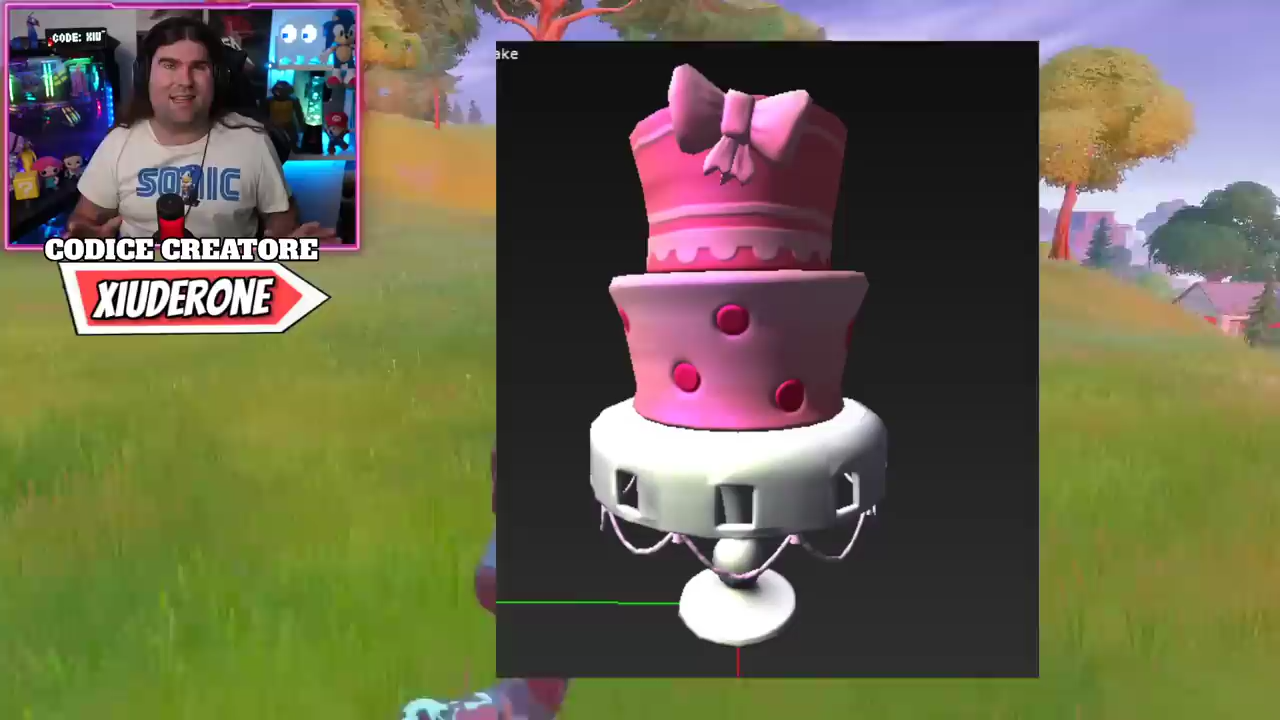 CODE: XIU
SONIC
CODICE CREATORE
XIUDERONE
ake